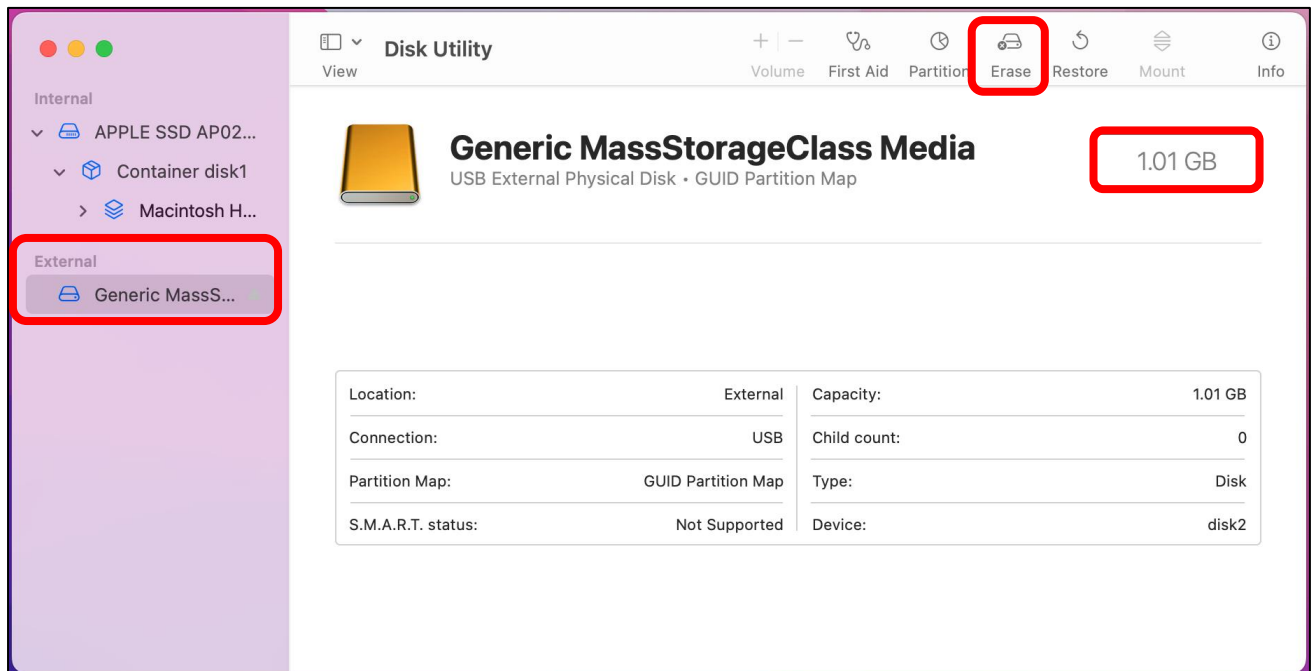 Disk Utility
View
Volume
First Aid
Partition
Erase
Restore
Mount
Info
Internal
APPLE SSD AP02...
Container disk1
Macintosh H...
External
Generic MassS...
Generic MassStorageClass Media
USB External Physical Disk • GUID Partition Map
1.01 GB
Location: External
Capacity: 1.01 GB
Connection: USB
Child count: 0
Partition Map: GUID Partition Map
Type: Disk
S.M.A.R.T. status: Not Supported
Device: disk2